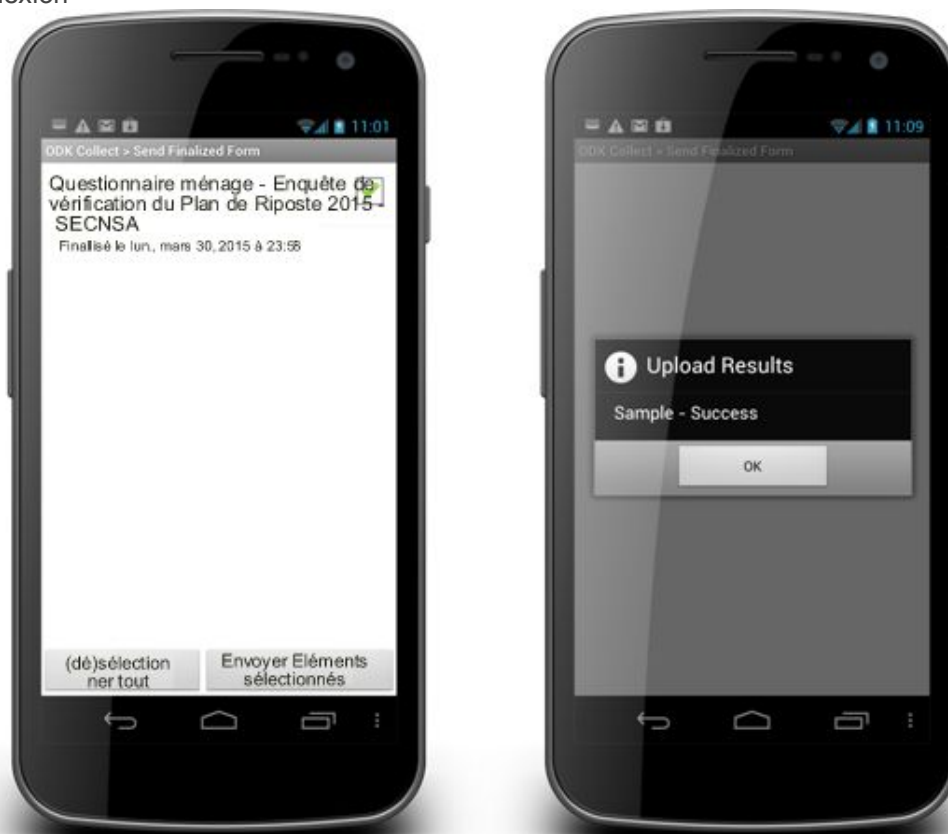 nexion
11:01
ODK Collect > Send Finalized Form
Questionnaire ménage - Enquête de
vérification du Plan de Riposte 2015 -
SECNSA
Finalisé le lun., mars 30, 2015 à 23:58
(dé)sélection
ner tout
Envoyer Eléments
sélectionnés
11:09
ODK Collect > Send Finalized Form
Upload Results
Sample - Success
OK